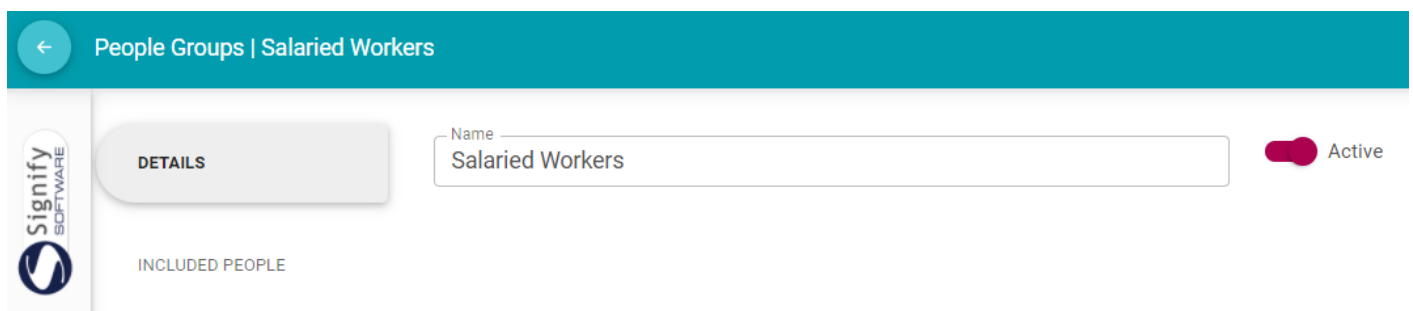 People Groups | Salaried Workers
Signify
SOFTWARE
DETAILS
Name
Salaried Workers
Active
INCLUDED PEOPLE